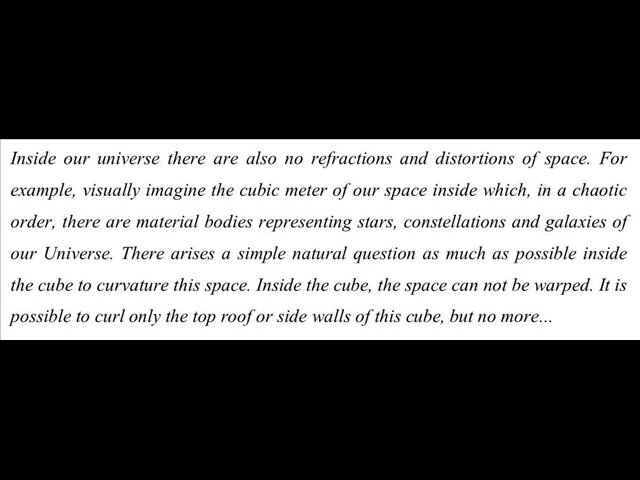 Inside our universe there are also no refractions and distortions of space. For
example, visually imagine the cubic meter of our space inside which, in a chaotic
order, there are material bodies representing stars, constellations and galaxies of
our Universe. There arises a simple natural question as much as possible inside
the cube to curvature this space. Inside the cube, the space can not be warped. It is
possible to curl only the top roof or side walls of this cube, but no more...